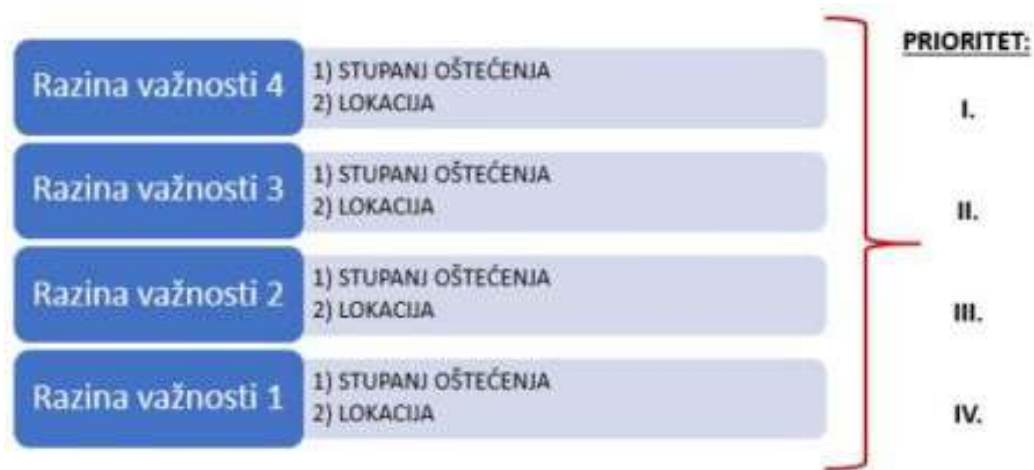 PRIORITET:
Razina važnosti 4
1) STUPANJ OŠTEĆENJA
2) LOKACIJA
I.
Razina važnosti 3
1) STUPANJ OŠTEĆENJA
2) LOKACIJA
II.
Razina važnosti 2
1) STUPANJ OŠTEĆENJA
2) LOKACIJA
III.
Razina važnosti 1
1) STUPANJ OŠTEĆENJA
2) LOKACIJA
IV.